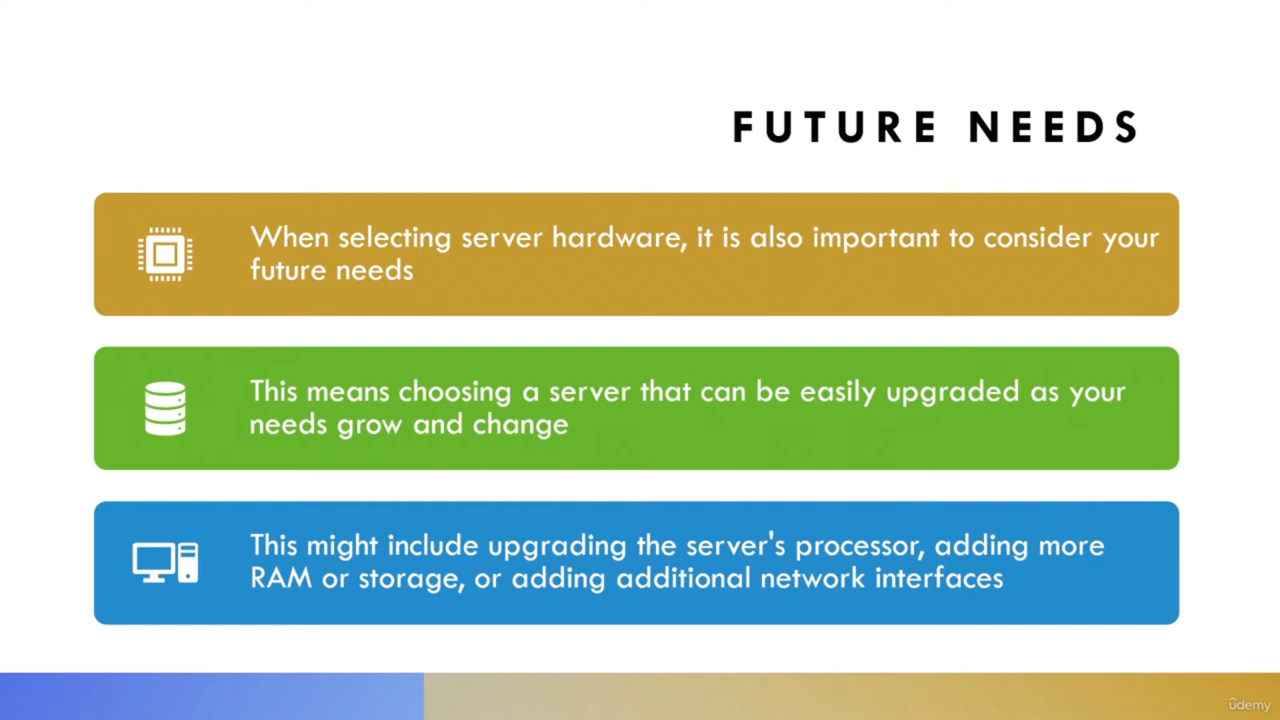 FUTURE NEEDS
When selecting server hardware, it is also important to consider your
future needs
This means choosing a server that can be easily upgraded as your
needs grow and change
This might include upgrading the server's processor, adding more
RAM or storage, or adding additional network interfaces
ûdemy